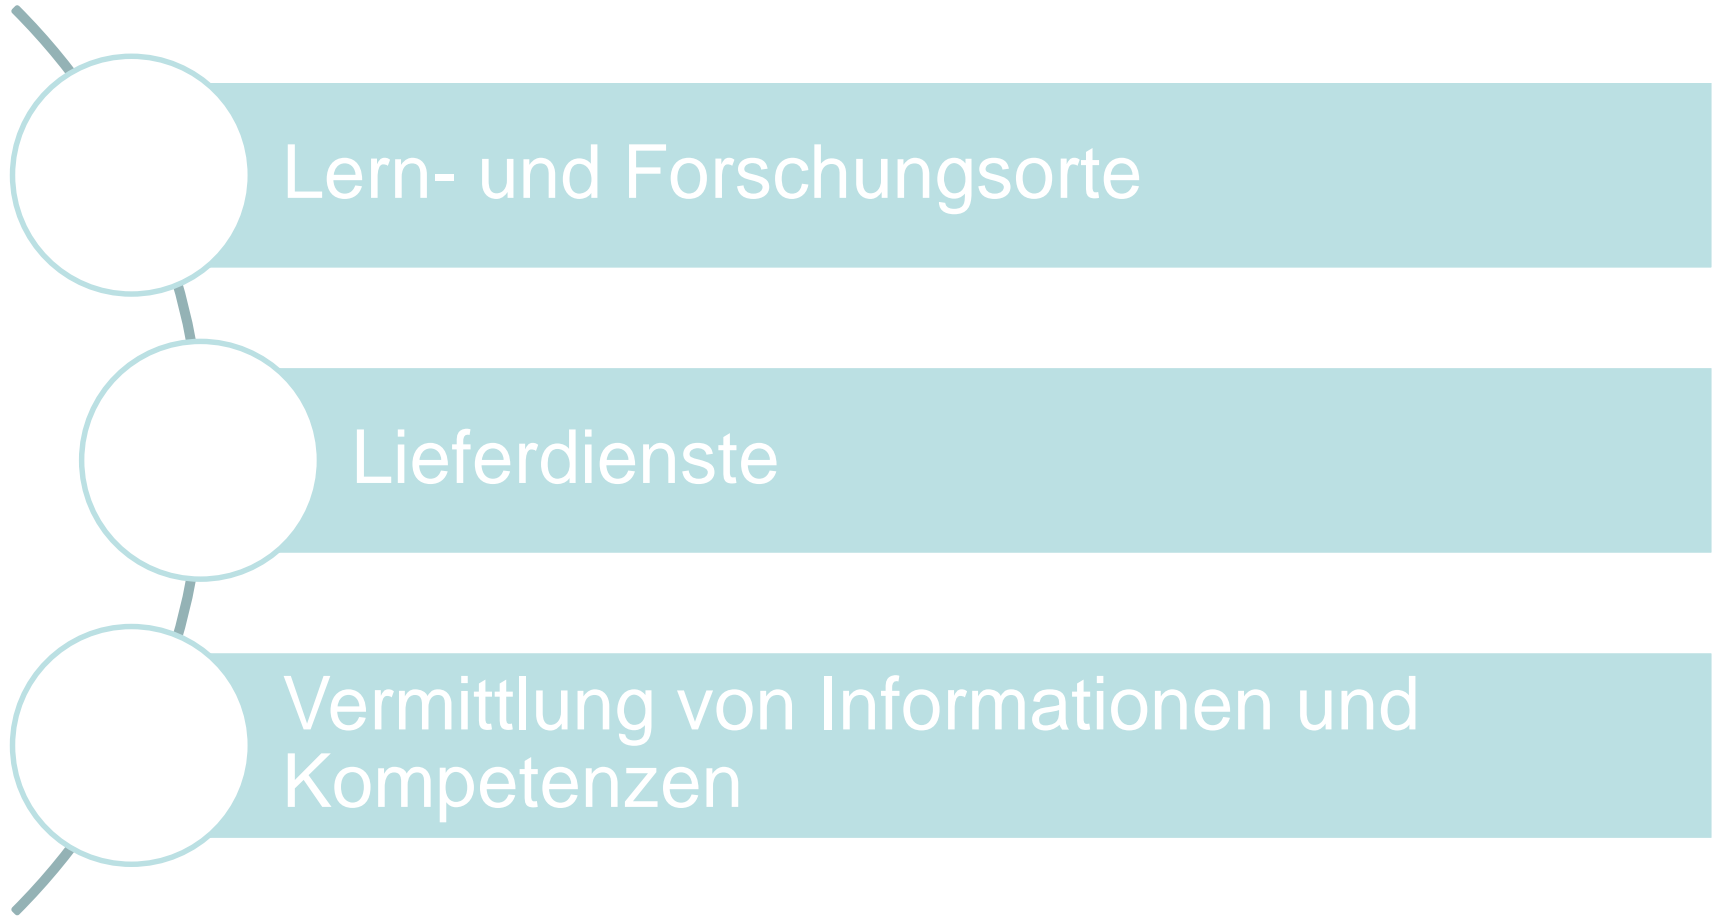 Lern- und Forschungsorte
Lieferdienste
Vermittlung von Informationen und
Kompetenzen